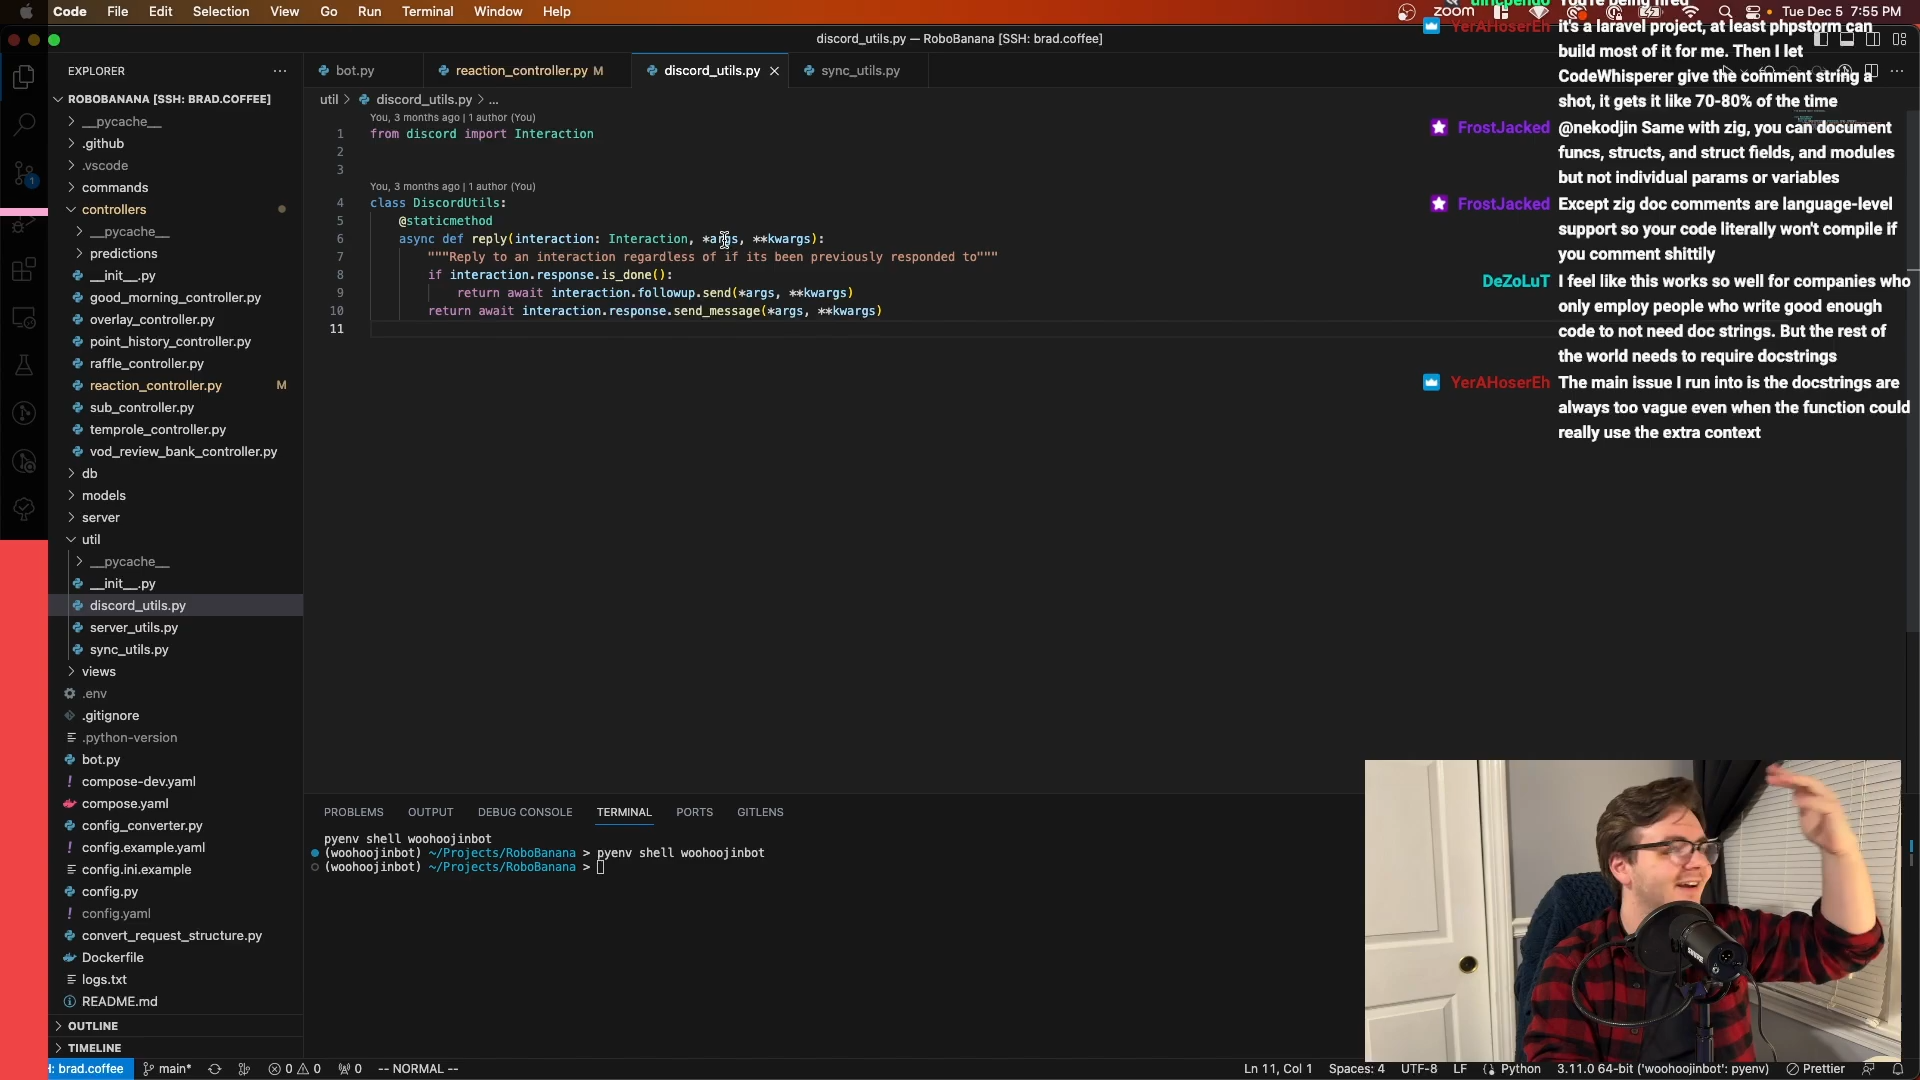 Code File Edit Selection View Go Run Terminal Window Help
zoom
Tue Dec 5 7:55 PM
discord_utils.py — RoboBanana [SSH: brad.coffee]
EXPLORER
ROBOBANANA [SSH: BRAD.COFFEE]
__pycache__
.github
.vscode
commands
controllers
__pycache__
predictions
__init__.py
good_morning_controller.py
overlay_controller.py
point_history_controller.py
raffle_controller.py
reaction_controller.py M
sub_controller.py
temprole_controller.py
vod_review_bank_controller.py
db
models
server
util
__pycache__
__init__.py
discord_utils.py
server_utils.py
sync_utils.py
views
.env
.gitignore
.python-version
bot.py
compose-dev.yaml
compose.yaml
config_converter.py
config.example.yaml
config.ini.example
config.py
config.yaml
convert_request_structure.py
Dockerfile
logs.txt
README.md
OUTLINE
TIMELINE
1
bot.py
reaction_controller.py M
discord_utils.py
sync_utils.py
util > discord_utils.py > ...
You, 3 months ago | 1 author (You)
1 from discord import Interaction
2
3
You, 3 months ago | 1 author (You)
4 class DiscordUtils:
5 @staticmethod
6 async def reply(interaction: Interaction, *args, **kwargs):
7 """Reply to an interaction regardless of if its been previously responded to"""
8 if interaction.response.is_done():
9 return await interaction.followup.send(*args, **kwargs)
10 return await interaction.response.send_message(*args, **kwargs)
11
YerAHoserEh it's a laravel project, at least phpstorm can
build most of it for me. Then I let
CodeWhisperer give the comment string a
shot, it gets it like 70-80% of the time
FrostJacked @nekodjin Same with zig, you can document
funcs, structs, and struct fields, and modules
but not individual params or variables
FrostJacked Except zig doc comments are language-level
support so your code literally won't compile if
you comment shittily
DeZoLuT I feel like this works so well for companies who
only employ people who write good enough
code to not need doc strings. But the rest of
the world needs to require docstrings
YerAHoserEh The main issue I run into is the docstrings are
always too vague even when the function could
really use the extra context
PROBLEMS OUTPUT DEBUG CONSOLE TERMINAL PORTS GITLENS
pyenv shell woohoojinbot
(woohoojinbot) ~/Projects/RoboBanana > pyenv shell woohoojinbot
(woohoojinbot) ~/Projects/RoboBanana >
H: brad.coffee main* 0 0 0 -- NORMAL --
Ln 11, Col 1 Spaces: 4 UTF-8 LF Python 3.11.0 64-bit ('woohoojinbot': pyenv) Prettier